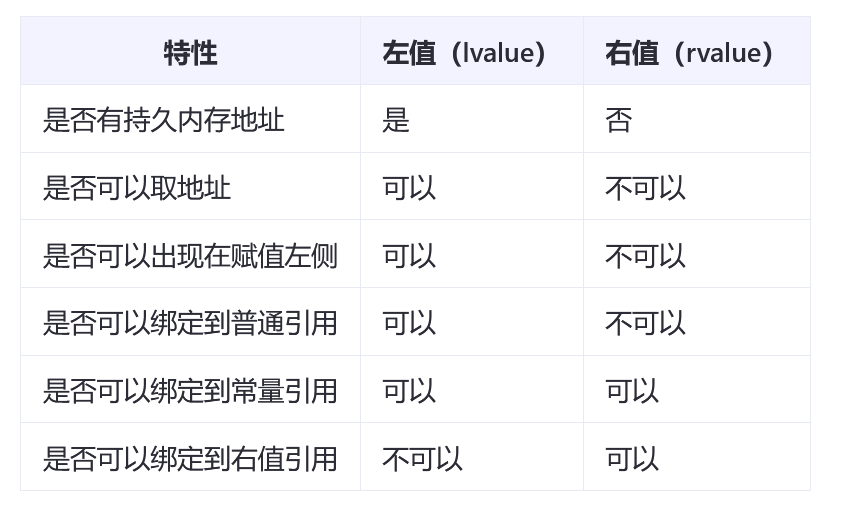 特性 左值（lvalue） 右值（rvalue）
是否有持久内存地址 是 否
是否可以取地址 可以 不可以
是否可以出现在赋值左侧 可以 不可以
是否可以绑定到普通引用 可以 不可以
是否可以绑定到常量引用 可以 可以
是否可以绑定到右值引用 不可以 可以